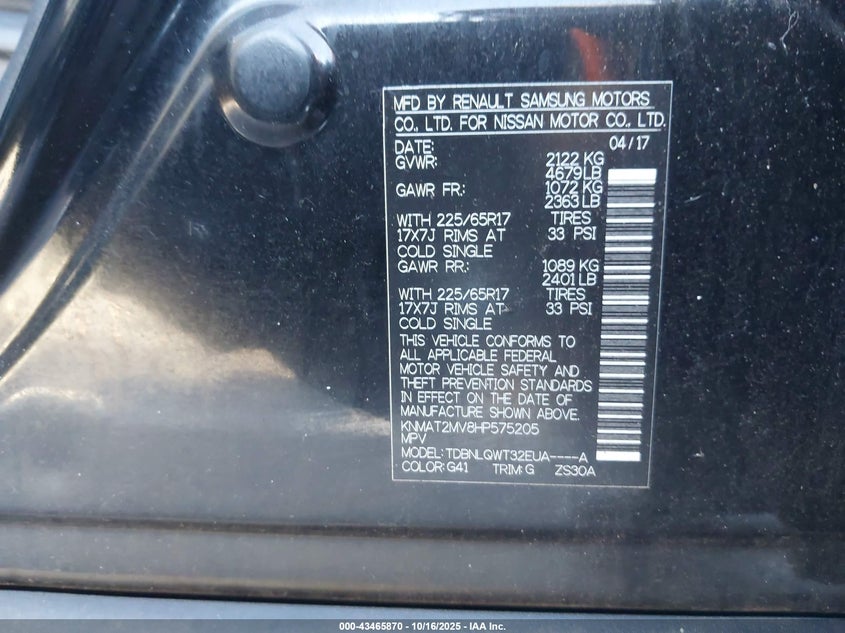 MFD BY RENAULT SAMSUNG MOTORS
CO., LTD. FOR NISSAN MOTOR CO., LTD.
DATE: 04/17
GVWR: 2122 KG
4679 LB
GAWR FR.: 1072 KG
2363 LB
WITH 225/65R17 TIRES
17X7J RIMS AT 33 PSI
COLD SINGLE
GAWR RR.: 1089 KG
2401 LB
WITH 225/65R17 TIRES
17X7J RIMS AT 33 PSI
COLD SINGLE
THIS VEHICLE CONFORMS TO
ALL APPLICABLE FEDERAL
MOTOR VEHICLE SAFETY AND
THEFT PREVENTION STANDARDS
IN EFFECT ON THE DATE OF
MANUFACTURE SHOWN ABOVE.
KNMAT2MV8HP575205
MPV
MODEL: TDBNLQWT32EUA----A
COLOR: G41 TRIM: G ZS30A
000-43465870 - 10/16/2025 - IAA Inc.